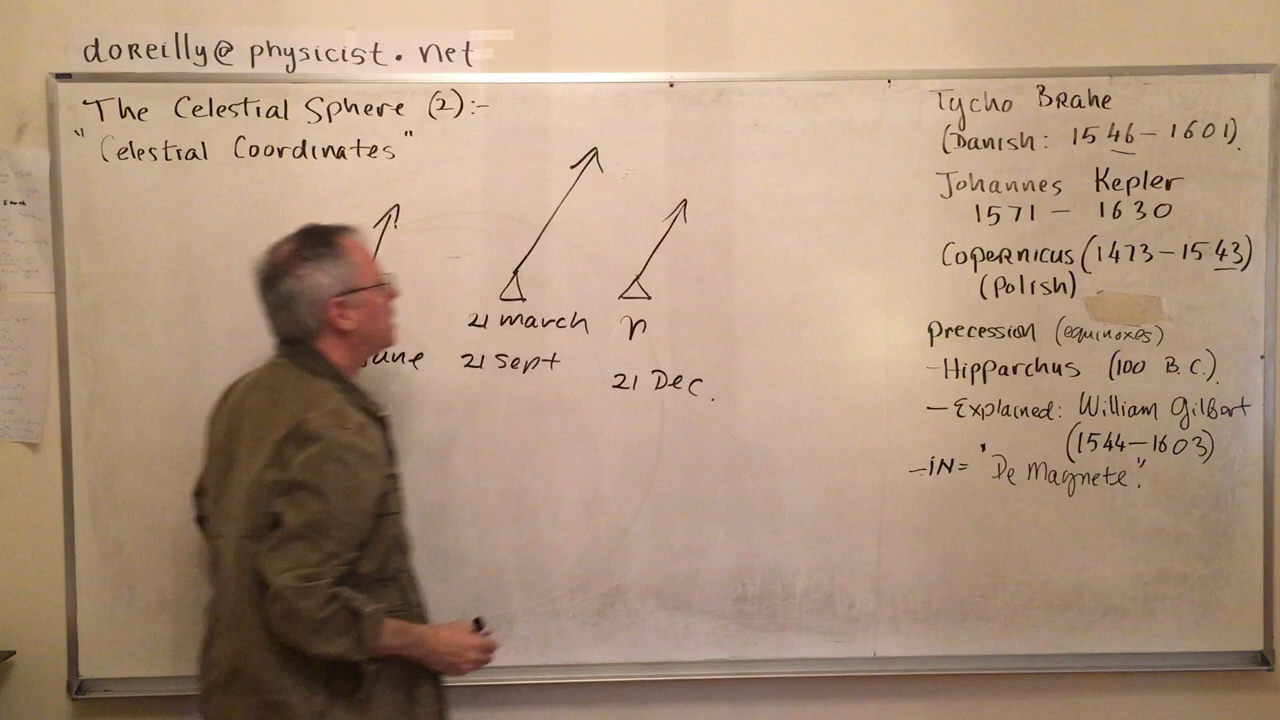 doreilly@physicist.net
The Celestial Sphere (2):-
"Celestral Coordinates"
21 march
21 Sept
June
21 Dec.
Tycho Brahe
(Danish: 1546-1601).
Johannes Kepler
1571 - 1630
Copernicus (1473-1543)
(Polish)
precession (equinoxes)
-Hipparchus (100 B.C.).
- Explained: William Gilbert
(1544-1603)
-iN= "De Magnete".